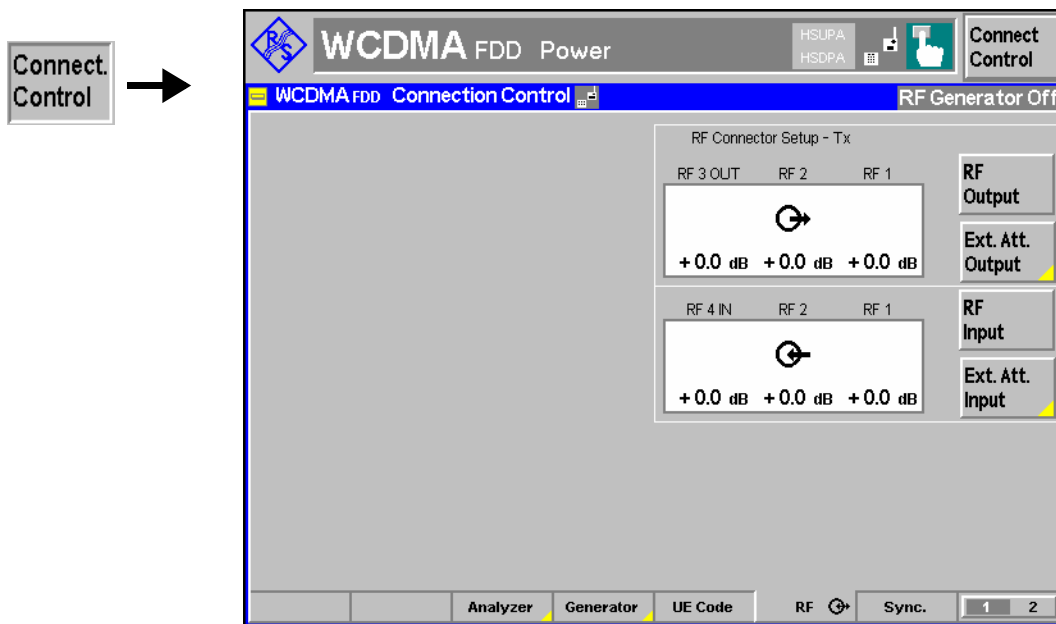 Connect.
Control
R S
WCDMA FDD Power
HSUPA
HSDPA
Connect
Control
WCDMA FDD Connection Control
RF Generator Off
RF Connector Setup - Tx
RF 3 OUT RF 2 RF 1
+ 0.0 dB + 0.0 dB + 0.0 dB
RF
Output
Ext. Att.
Output
RF 4 IN RF 2 RF 1
+ 0.0 dB + 0.0 dB + 0.0 dB
RF
Input
Ext. Att.
Input
Analyzer Generator UE Code RF Sync. 1 2